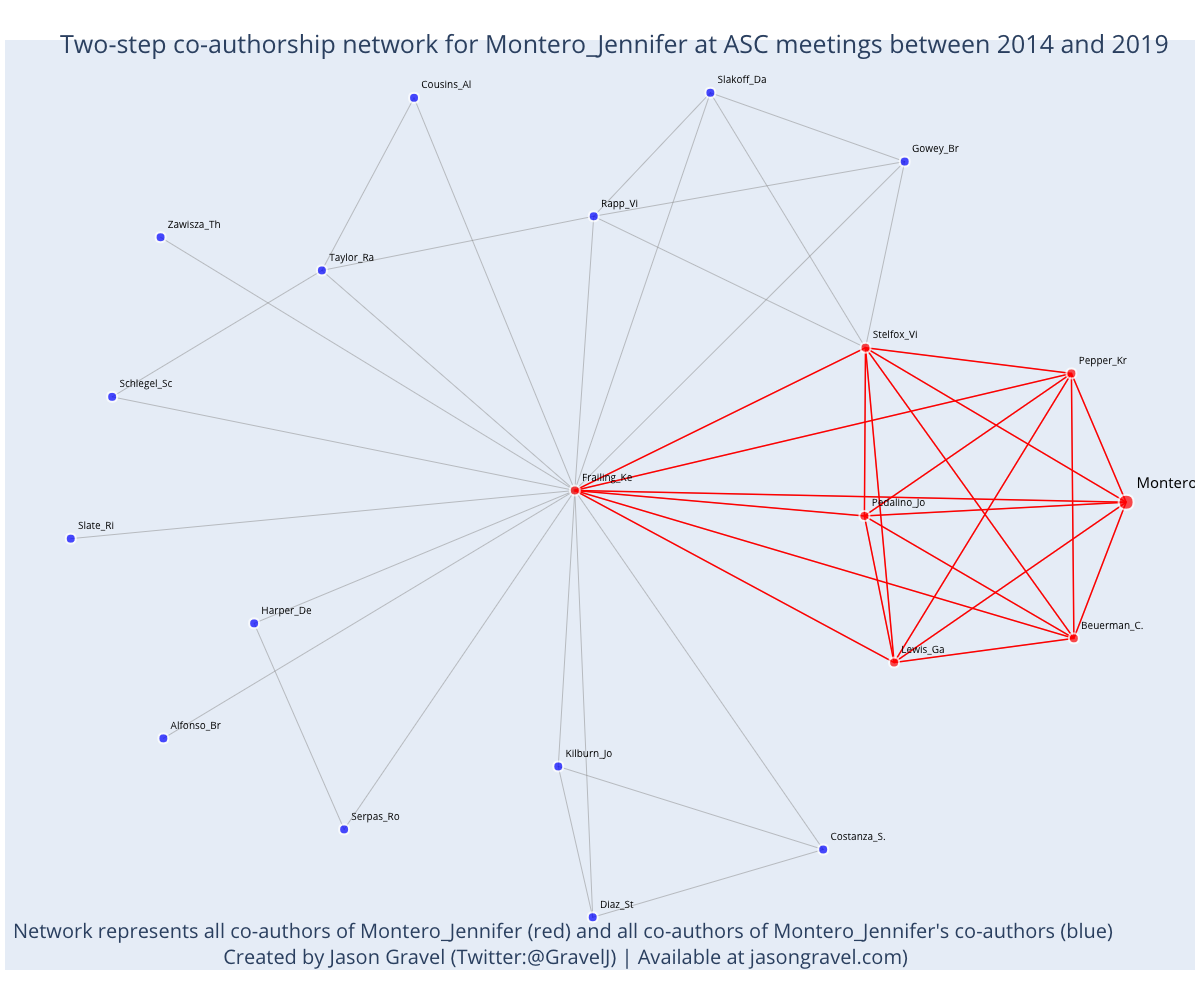 Two-step co-authorship network for Montero_Jennifer at ASC meetings between 2014 and 2019
Slakoff_Da
Cousins_Al
Gowey_Br
Rapp_Vi
Zawisza_Th
Taylor_Ra
Stelfox_Vi
Pepper_Kr
Schlegel_Sc
Frailing_Ke
Montero
Pedalino_Jo
Slate_Ri
Harper_De
Beuerman_C.
Lewis_Ga
Alfonso_Br
Kilburn_Jo
Serpas_Ro
Costanza_S.
Diaz_St
Network represents all co-authors of Montero_Jennifer (red) and all co-authors of Montero_Jennifer's co-authors (blue)
Created by Jason Gravel (Twitter:@GravelJ) | Available at jasongravel.com)